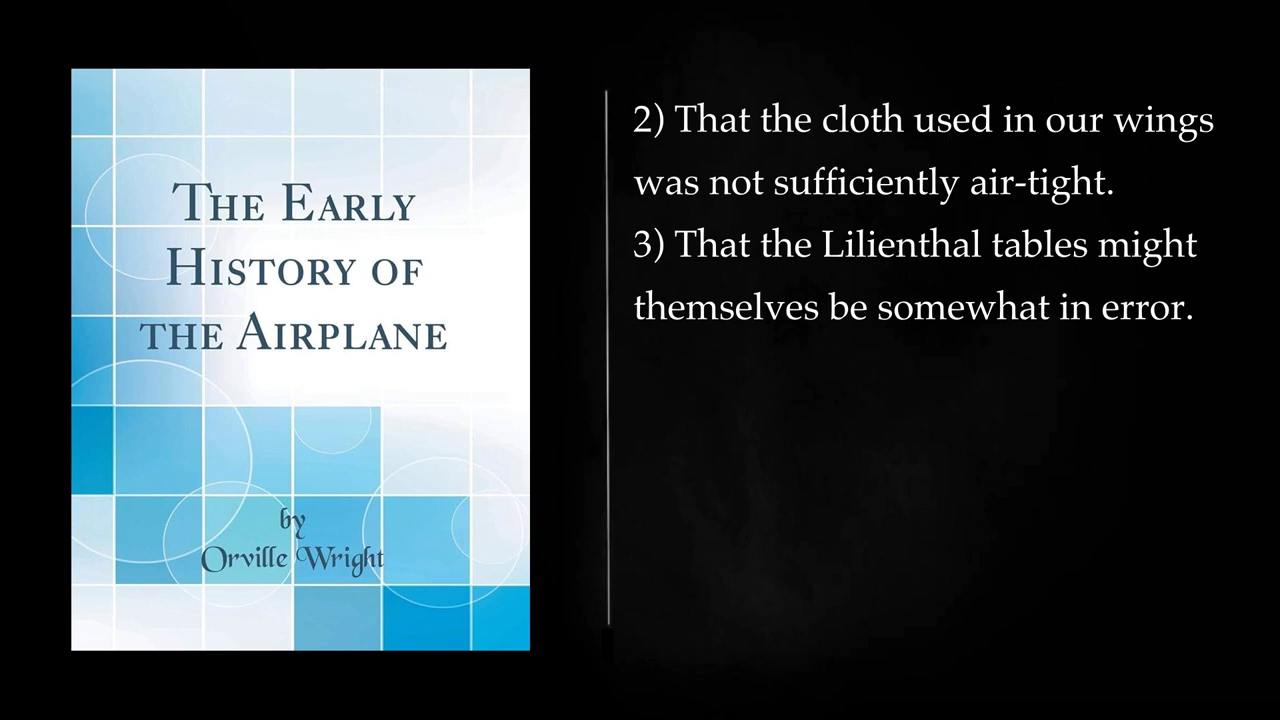 THE EARLY
HISTORY OF
THE AIRPLANE
by
Orville Wright
2) That the cloth used in our wings
was not sufficiently air-tight.
3) That the Lilienthal tables might
themselves be somewhat in error.